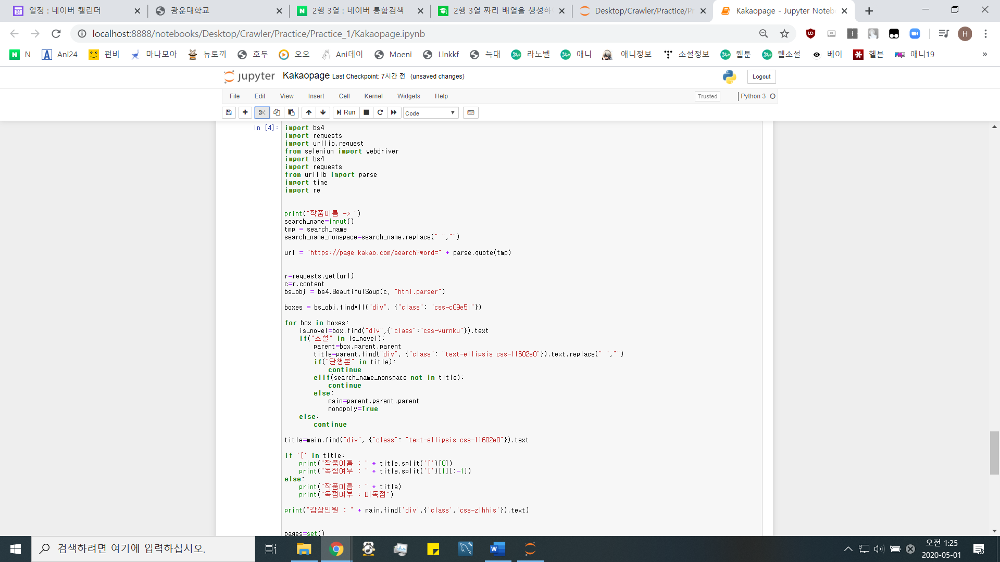 일정 : 네이버 캘린더
광운대학교
2행 3열 : 네이버 통합검색
2행 3열 짜리 배열을 생성하
Desktop/Crawler/Practice/Pr
Kakaopage - Jupyter Noteb
localhost:8888/notebooks/Desktop/Crawler/Practice/Practice_1/Kakaopage.ipynb
N Ani24 펀비 마나모아 뉴토끼 호두 오오 Ani데이 Moeni Linkkf 늑대 라노벨 애니 애니정보 소설정보 웹툰 웹소설 베이 헬븐 애니19 »
jupyter Kakaopage Last Checkpoint: 7시간 전 (unsaved changes) Logout
File Edit View Insert Cell Kernel Widgets Help Trusted Python 3
Run Code
In [4]: import bs4
import requests
import urllib.request
from selenium import webdriver
import bs4
import requests
from urllib import parse
import time
import re
print("작품이름 -> ")
search_name=input()
tmp = search_name
search_name_nonspace=search_name.replace(" ","")
url = "https://page.kakao.com/search?word=" + parse.quote(tmp)
r=requests.get(url)
c=r.content
bs_obj = bs4.BeautifulSoup(c, "html.parser")
boxes = bs_obj.findAll("div", {"class": "css-c09e5i"})
for box in boxes:
is_novel=box.find("div",{"class":"css-vurnku"}).text
if("소설" in is_novel):
parent=box.parent.parent
title=parent.find("div", {"class": "text-ellipsis css-11602e0"}).text.replace(" ","")
if("단행본" in title):
continue
elif(search_name_nonspace not in title):
continue
else:
main=parent.parent.parent
monopoly=True
else:
continue
title=main.find("div", {"class": "text-ellipsis css-11602e0"}).text
if '[' in title:
print("작품이름 : " + title.split('[')[0])
print("독점여부 : " + title.split('[')[1][:-1])
else:
print("작품이름 : " + title)
print("독점여부 : 미독점")
print("감상인원 : " + main.find('div',{'class','css-zlhhis'}).text)
pages=set()
검색하려면 여기에 입력하십시오.
오전 1:25
2020-05-01